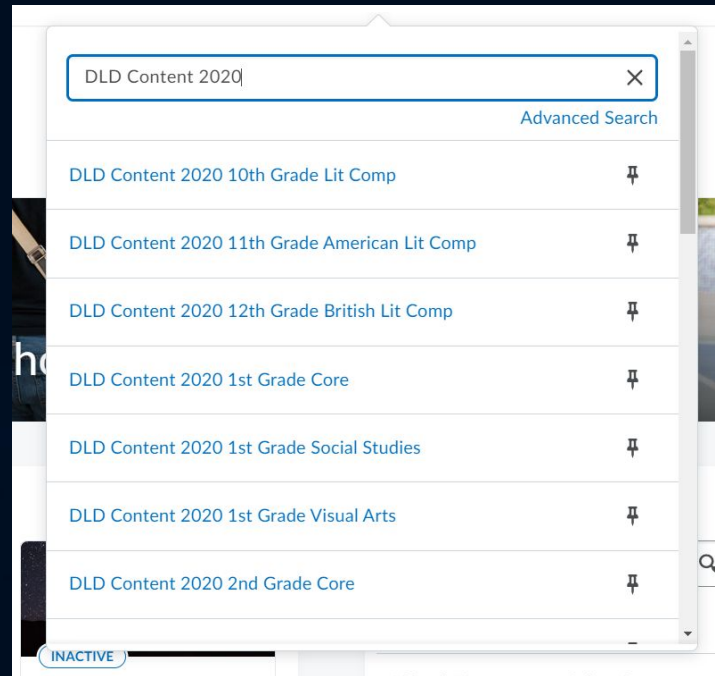 DLD Content 2020
Advanced Search
DLD Content 2020 10th Grade Lit Comp
DLD Content 2020 11th Grade American Lit Comp
DLD Content 2020 12th Grade British Lit Comp
ho
DLD Content 2020 1st Grade Core
DLD Content 2020 1st Grade Social Studies
DLD Content 2020 1st Grade Visual Arts
DLD Content 2020 2nd Grade Core
INACTIVE